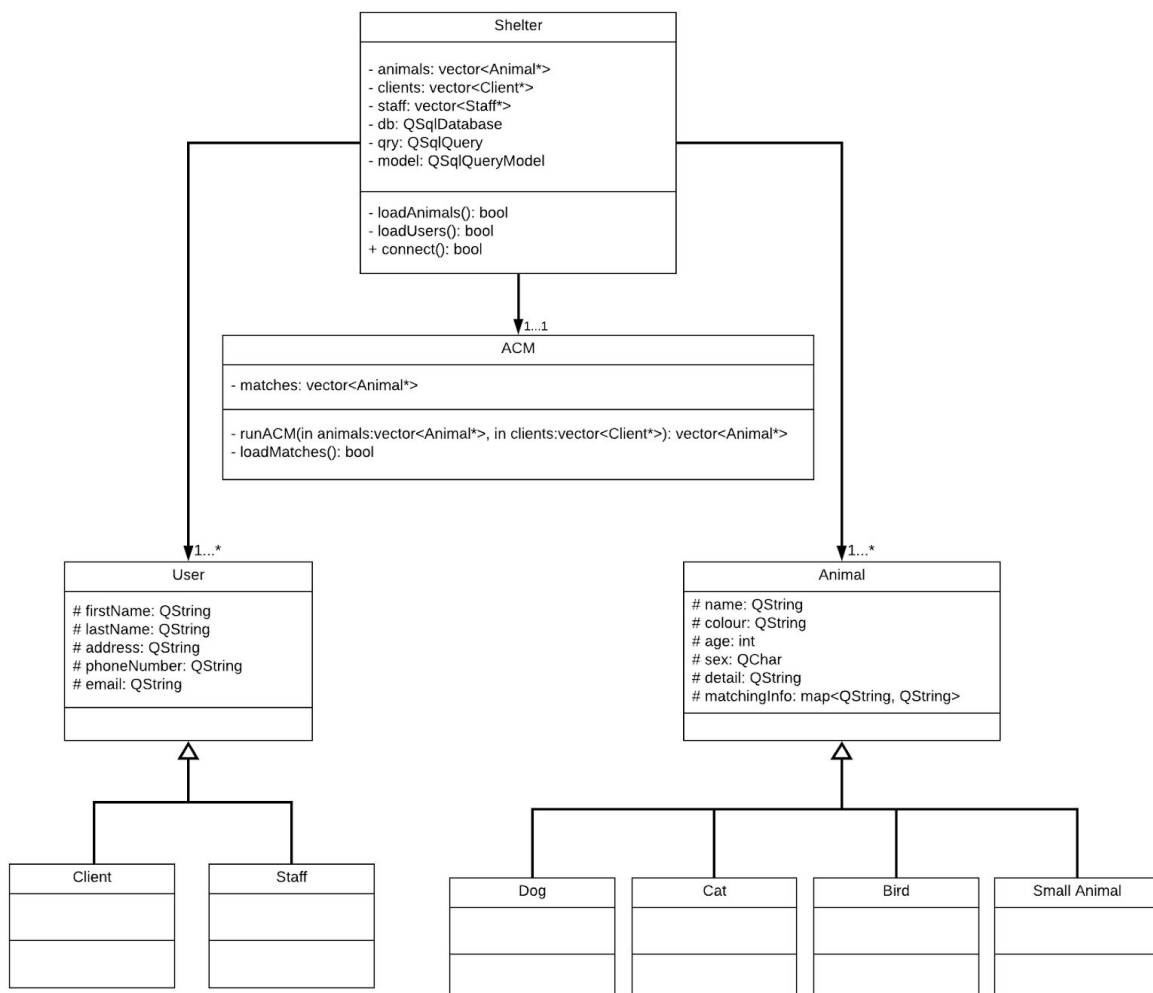 Shelter
- animals: vector<Animal*>
- clients: vector<Client*>
- staff: vector<Staff*>
- db: QSqlDatabase
- qry: QSqlQuery
- model: QSqlQueryModel
- loadAnimals(): bool
- loadUsers(): bool
+ connect(): bool
1...1
ACM
- matches: vector<Animal*>
- runACM(in animals:vector<Animal*>, in clients:vector<Client*>): vector<Animal*>
- loadMatches(): bool
1...*
User
# firstName: QString
# lastName: QString
# address: QString
# phoneNumber: QString
# email: QString
1...*
Animal
# name: QString
# colour: QString
# age: int
# sex: QChar
# detail: QString
# matchingInfo: map<QString, QString>
Client
Staff
Dog
Cat
Bird
Small Animal